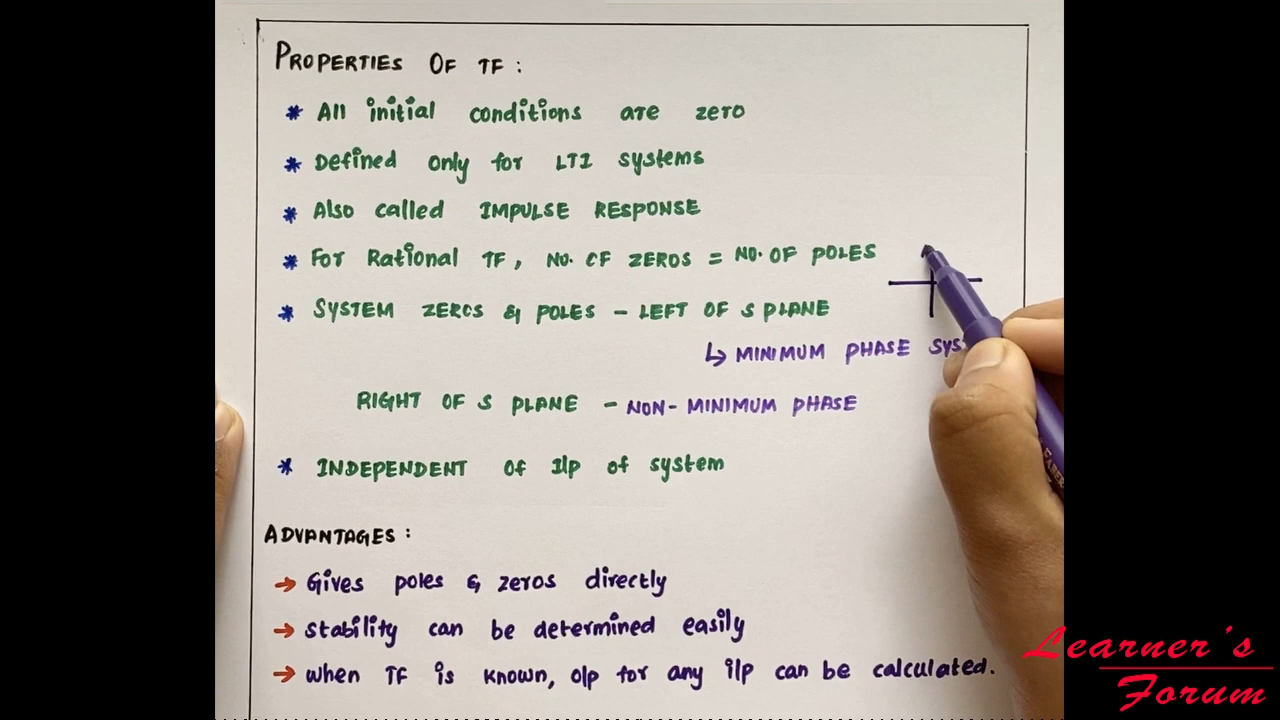 PROPERTIES OF TF :
* All initial conditions are zero
* Defined only for LTI systems
* Also called IMPULSE RESPONSE
* For Rational TF, NO. OF ZEROS = NO. OF POLES
* SYSTEM ZEROS & POLES - LEFT OF S PLANE
↳ MINIMUM PHASE SYS
RIGHT OF S PLANE - NON-MINIMUM PHASE
* INDEPENDENT of I/p of system
ADVANTAGES :
→ Gives poles & zeros directly
→ Stability can be determined easily
→ When TF is known, o/p for any i/p can be calculated.
Learner's
Forum